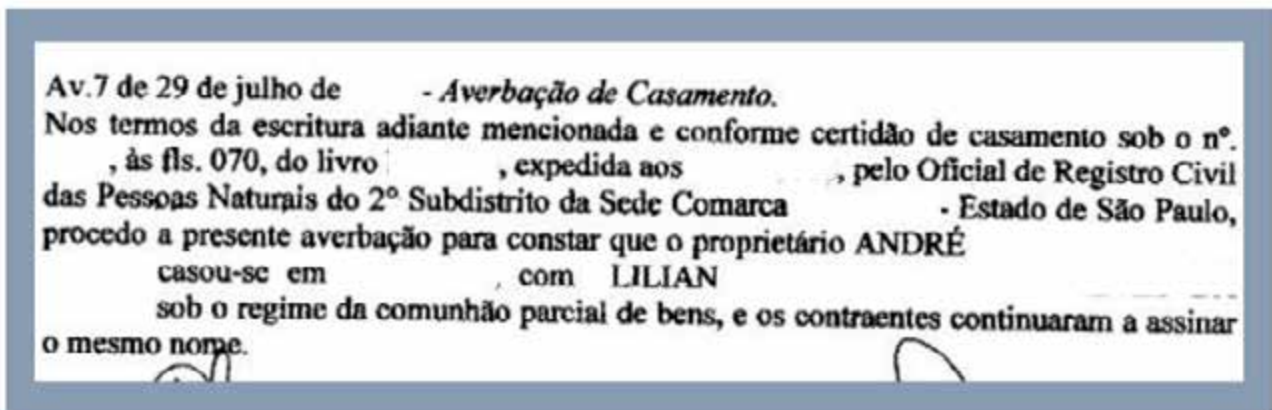 Av.7 de 29 de julho de - Averbação de Casamento.
Nos termos da escritura adiante mencionada e conforme certidão de casamento sob o nº.
, às fls. 070, do livro , expedida aos , pelo Oficial de Registro Civil
das Pessoas Naturais do 2º Subdistrito da Sede Comarca - Estado de São Paulo,
procedo a presente averbação para constar que o proprietário ANDRÉ
casou-se em , com LILIAN
sob o regime da comunhão parcial de bens, e os contraentes continuaram a assinar
o mesmo nome.